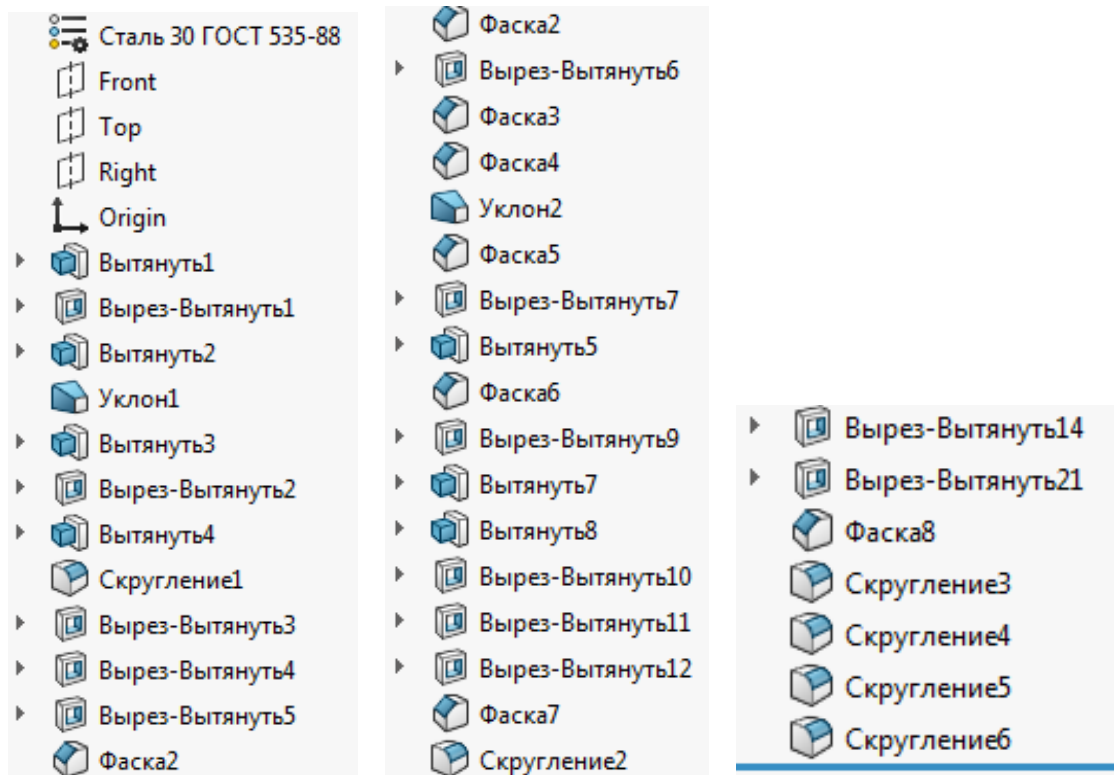 Сталь 30 ГОСТ 535-88
Front
Top
Right
Origin
Вытянуть1
Вырез-Вытянуть1
Вытянуть2
Уклон1
Вытянуть3
Вырез-Вытянуть2
Вытянуть4
Скругление1
Вырез-Вытянуть3
Вырез-Вытянуть4
Вырез-Вытянуть5
Фаска2
Фаска2
Вырез-Вытянуть6
Фаска3
Фаска4
Уклон2
Фаска5
Вырез-Вытянуть7
Вытянуть5
Фаска6
Вырез-Вытянуть9
Вытянуть7
Вытянуть8
Вырез-Вытянуть10
Вырез-Вытянуть11
Вырез-Вытянуть12
Фаска7
Скругление2
Вырез-Вытянуть14
Вырез-Вытянуть21
Фаска8
Скругление3
Скругление4
Скругление5
Скругление6